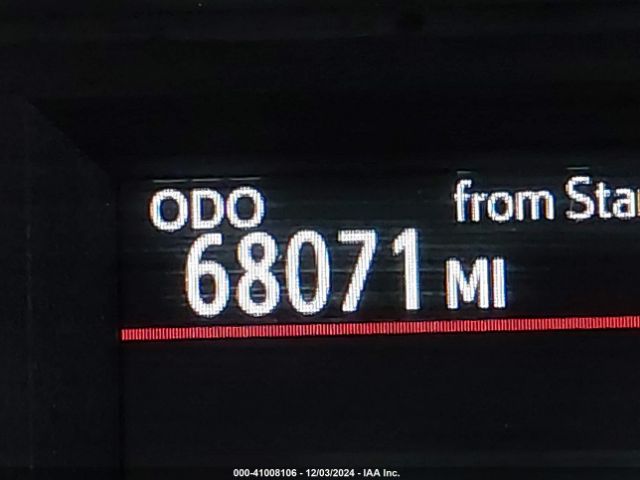 ODO
from
68071 MI
000-41008106 - 12/03/2024 - IAA Inc.